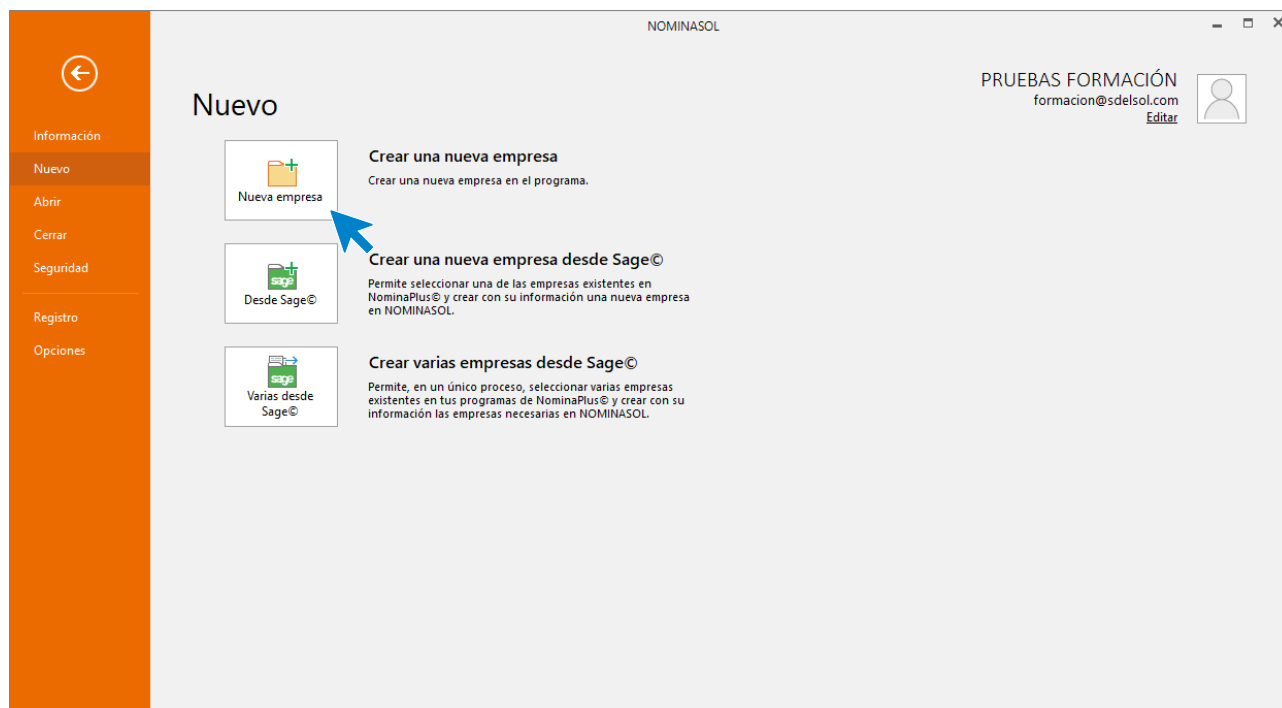 NOMINASOL
PRUEBAS FORMACIÓN
formacion@sdelsol.com
Editar
Información
Nuevo
Abrir
Cerrar
Seguridad
Registro
Opciones
Nuevo
Nueva empresa
Crear una nueva empresa
Crear una nueva empresa en el programa.
sage
Desde Sage©
Crear una nueva empresa desde Sage©
Permite seleccionar una de las empresas existentes en
NominaPlus© y crear con su información una nueva empresa
en NOMINASOL.
sage
Varias desde
Sage©
Crear varias empresas desde Sage©
Permite, en un único proceso, seleccionar varias empresas
existentes en tus programas de NominaPlus© y crear con su
información las empresas necesarias en NOMINASOL.